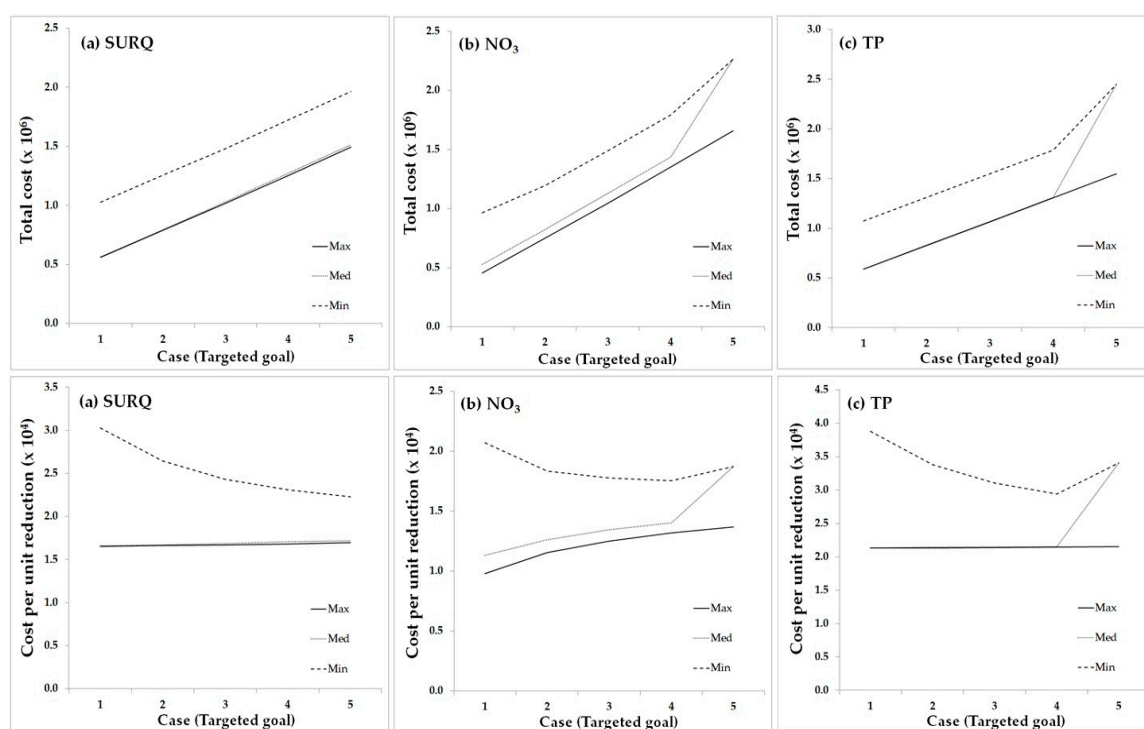 (a) SURQ
Total cost (x 10⁶)
2.5
2.0
1.5
1.0
0.5
0.0
Max
Med
Min
1 2 3 4 5
Case (Targeted goal)
(b) NO₃
Total cost (x 10⁶)
2.5
2.0
1.5
1.0
0.5
0.0
Max
Med
Min
1 2 3 4 5
Case (Targeted goal)
(c) TP
Total cost (x 10⁶)
3.0
2.5
2.0
1.5
1.0
0.5
0.0
Max
Med
Min
1 2 3 4 5
Case (Targeted goal)
(a) SURQ
Cost per unit reduction (x 10⁴)
3.5
3.0
2.5
2.0
1.5
1.0
0.5
0.0
Max
Med
Min
1 2 3 4 5
Case (Targeted goal)
(b) NO₃
Cost per unit reduction (x 10⁴)
2.5
2.0
1.5
1.0
0.5
0.0
Max
Med
Min
1 2 3 4 5
Case (Targeted goal)
(c) TP
Cost per unit reduction (x 10⁴)
4.5
4.0
3.5
3.0
2.5
2.0
1.5
1.0
0.5
0.0
Max
Med
Min
1 2 3 4 5
Case (Targeted goal)